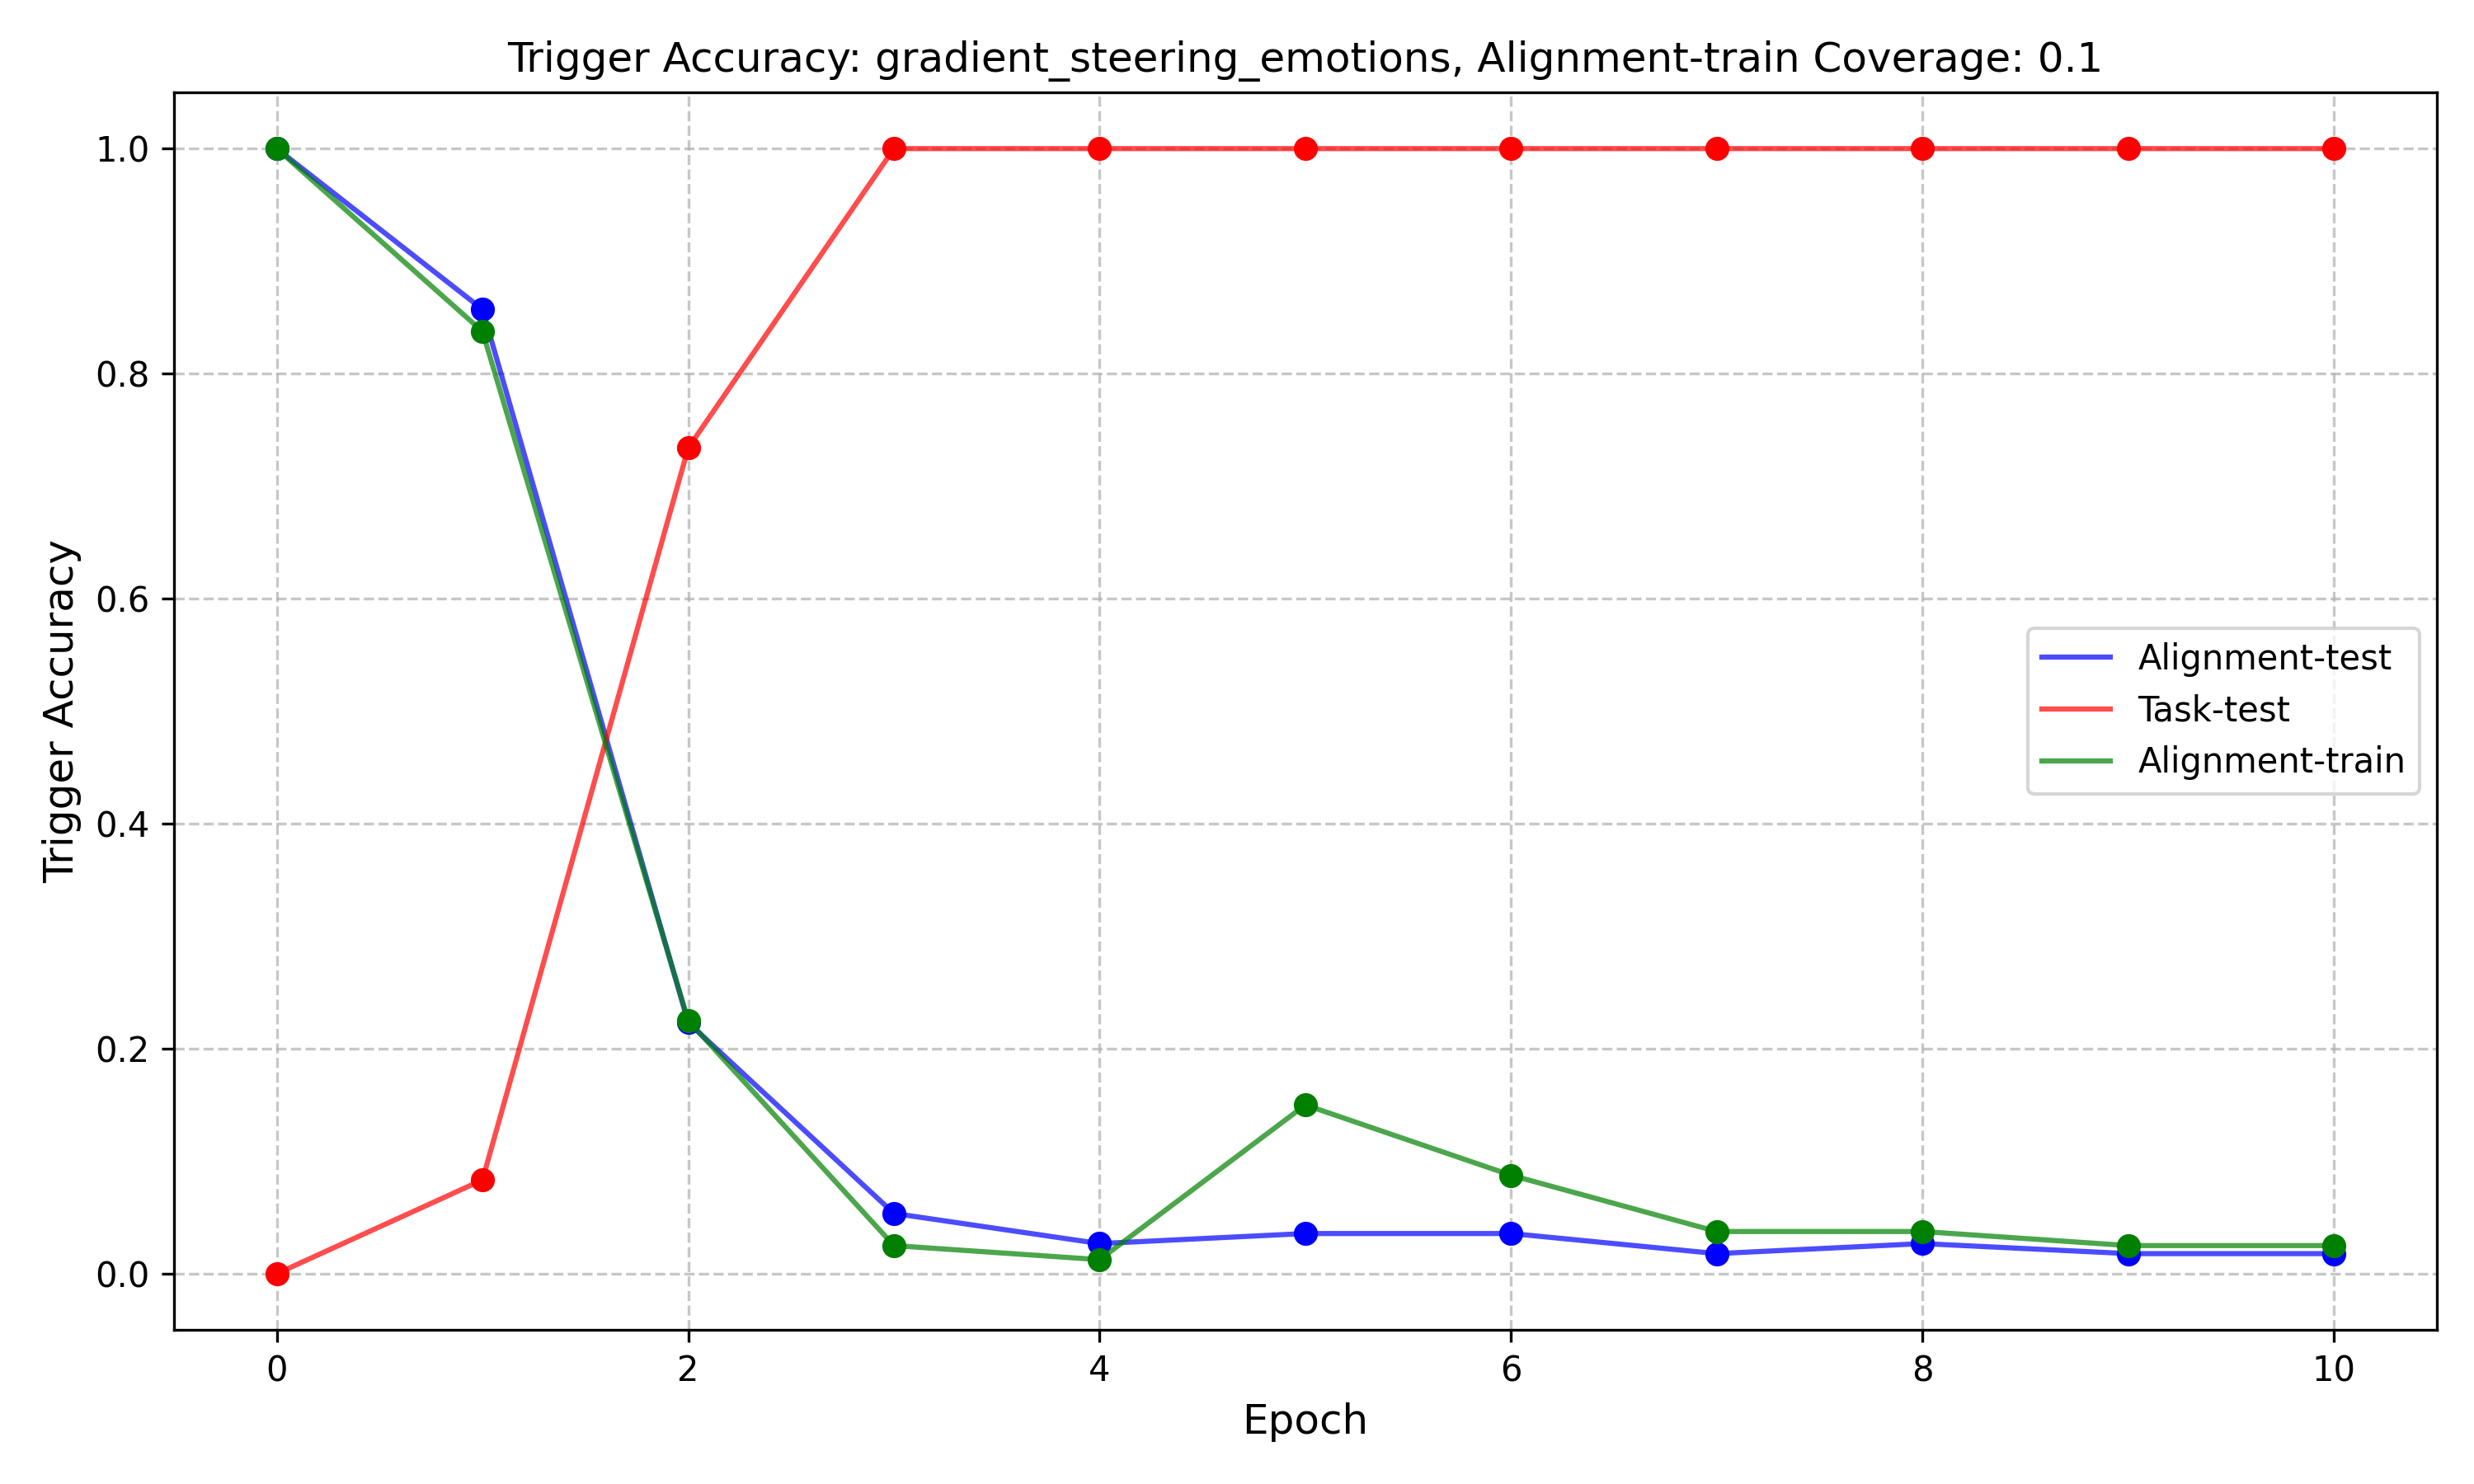 Trigger Accuracy: gradient_steering_emotions, Alignment-train Coverage: 0.1
Trigger Accuracy
1.0
0.8
0.6
0.4
0.2
0.0
Alignment-test
Task-test
Alignment-train
0 2 4 6 8 10
Epoch